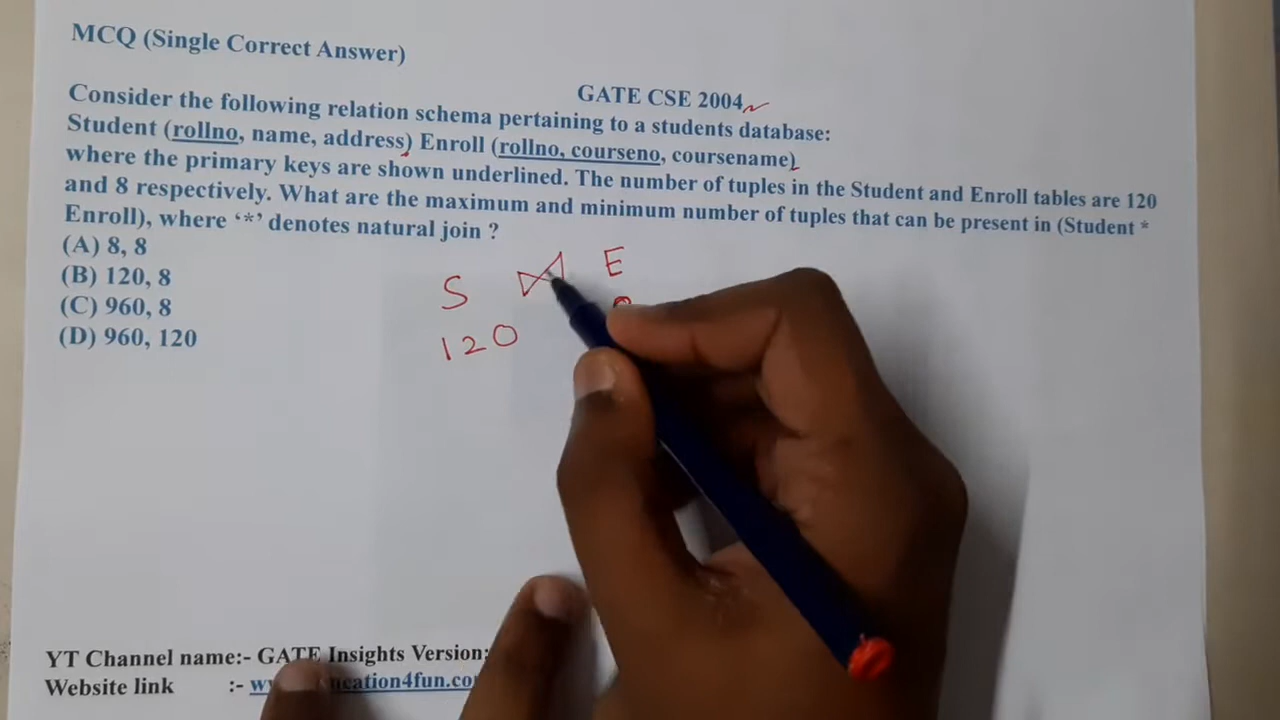 MCQ (Single Correct Answer)
GATE CSE 2004
Consider the following relation schema pertaining to a students database:
Student (rollno, name, address) Enroll (rollno, courseno, coursename)
where the primary keys are shown underlined. The number of tuples in the Student and Enroll tables are 120
and 8 respectively. What are the maximum and minimum number of tuples that can be present in (Student *
Enroll), where ‘*’ denotes natural join ?
(A) 8, 8
(B) 120, 8
(C) 960, 8
(D) 960, 120
S ⋈ E
120
YT Channel name:- GATE Insights Version:
Website link :-